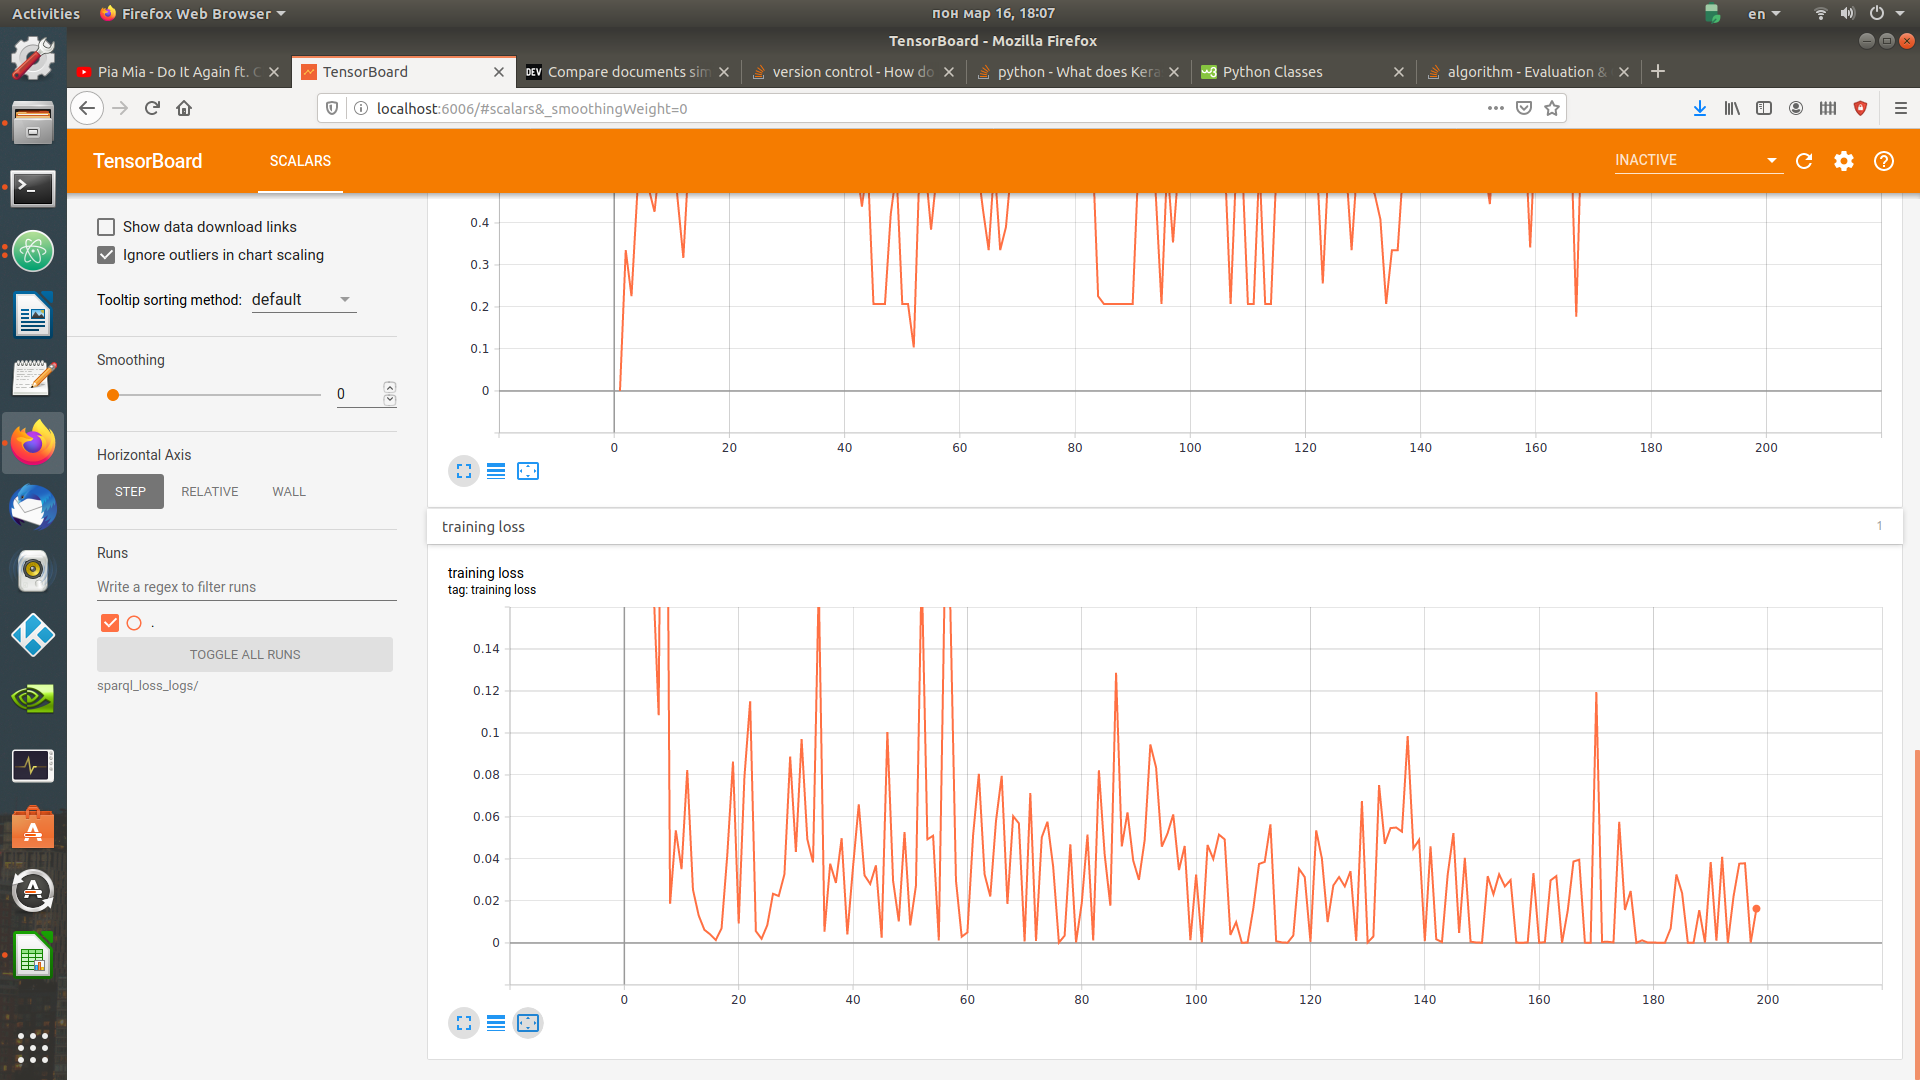 Activities
Firefox Web Browser
пон мар 16, 18:07
en
TensorBoard - Mozilla Firefox
Pia Mia - Do It Again ft. C
TensorBoard
DEV Compare documents sim
version control - How do
python - What does Kera
w3 Python Classes
algorithm - Evaluation &
localhost:6006/#scalars&_smoothingWeight=0
TensorBoard
SCALARS
INACTIVE
Show data download links
Ignore outliers in chart scaling
Tooltip sorting method: default
Smoothing
0
Horizontal Axis
STEP RELATIVE WALL
Runs
Write a regex to filter runs
.
TOGGLE ALL RUNS
sparql_loss_logs/
0.4
0.3
0.2
0.1
0
0 20 40 60 80 100 120 140 160 180 200
training loss
1
training loss
tag: training loss
0.14
0.12
0.1
0.08
0.06
0.04
0.02
0
0 20 40 60 80 100 120 140 160 180 200